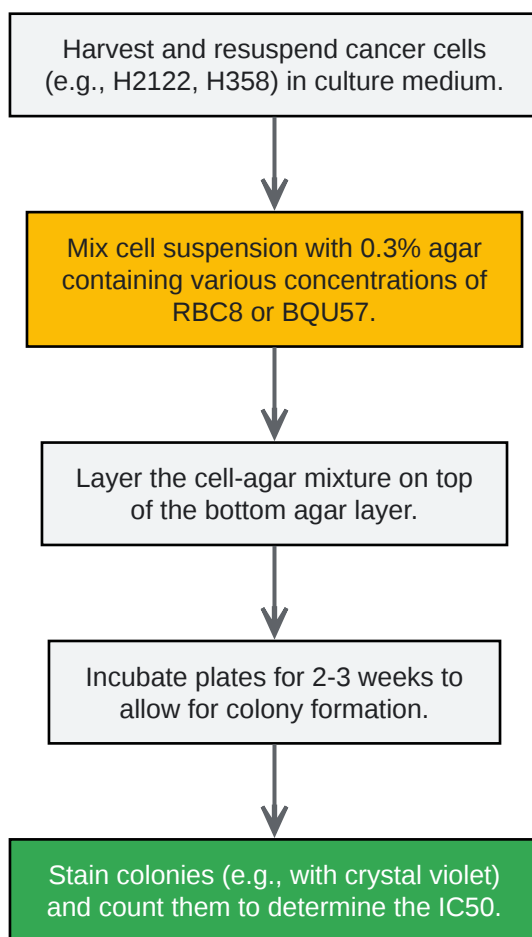 Harvest and resuspend cancer cells
(e.g., H2122, H358) in culture medium.
Mix cell suspension with 0.3% agar
containing various concentrations of
RBC8 or BQU57.
Layer the cell-agar mixture on top
of the bottom agar layer.
Incubate plates for 2-3 weeks to
allow for colony formation.
Stain colonies (e.g., with crystal violet)
and count them to determine the IC50.